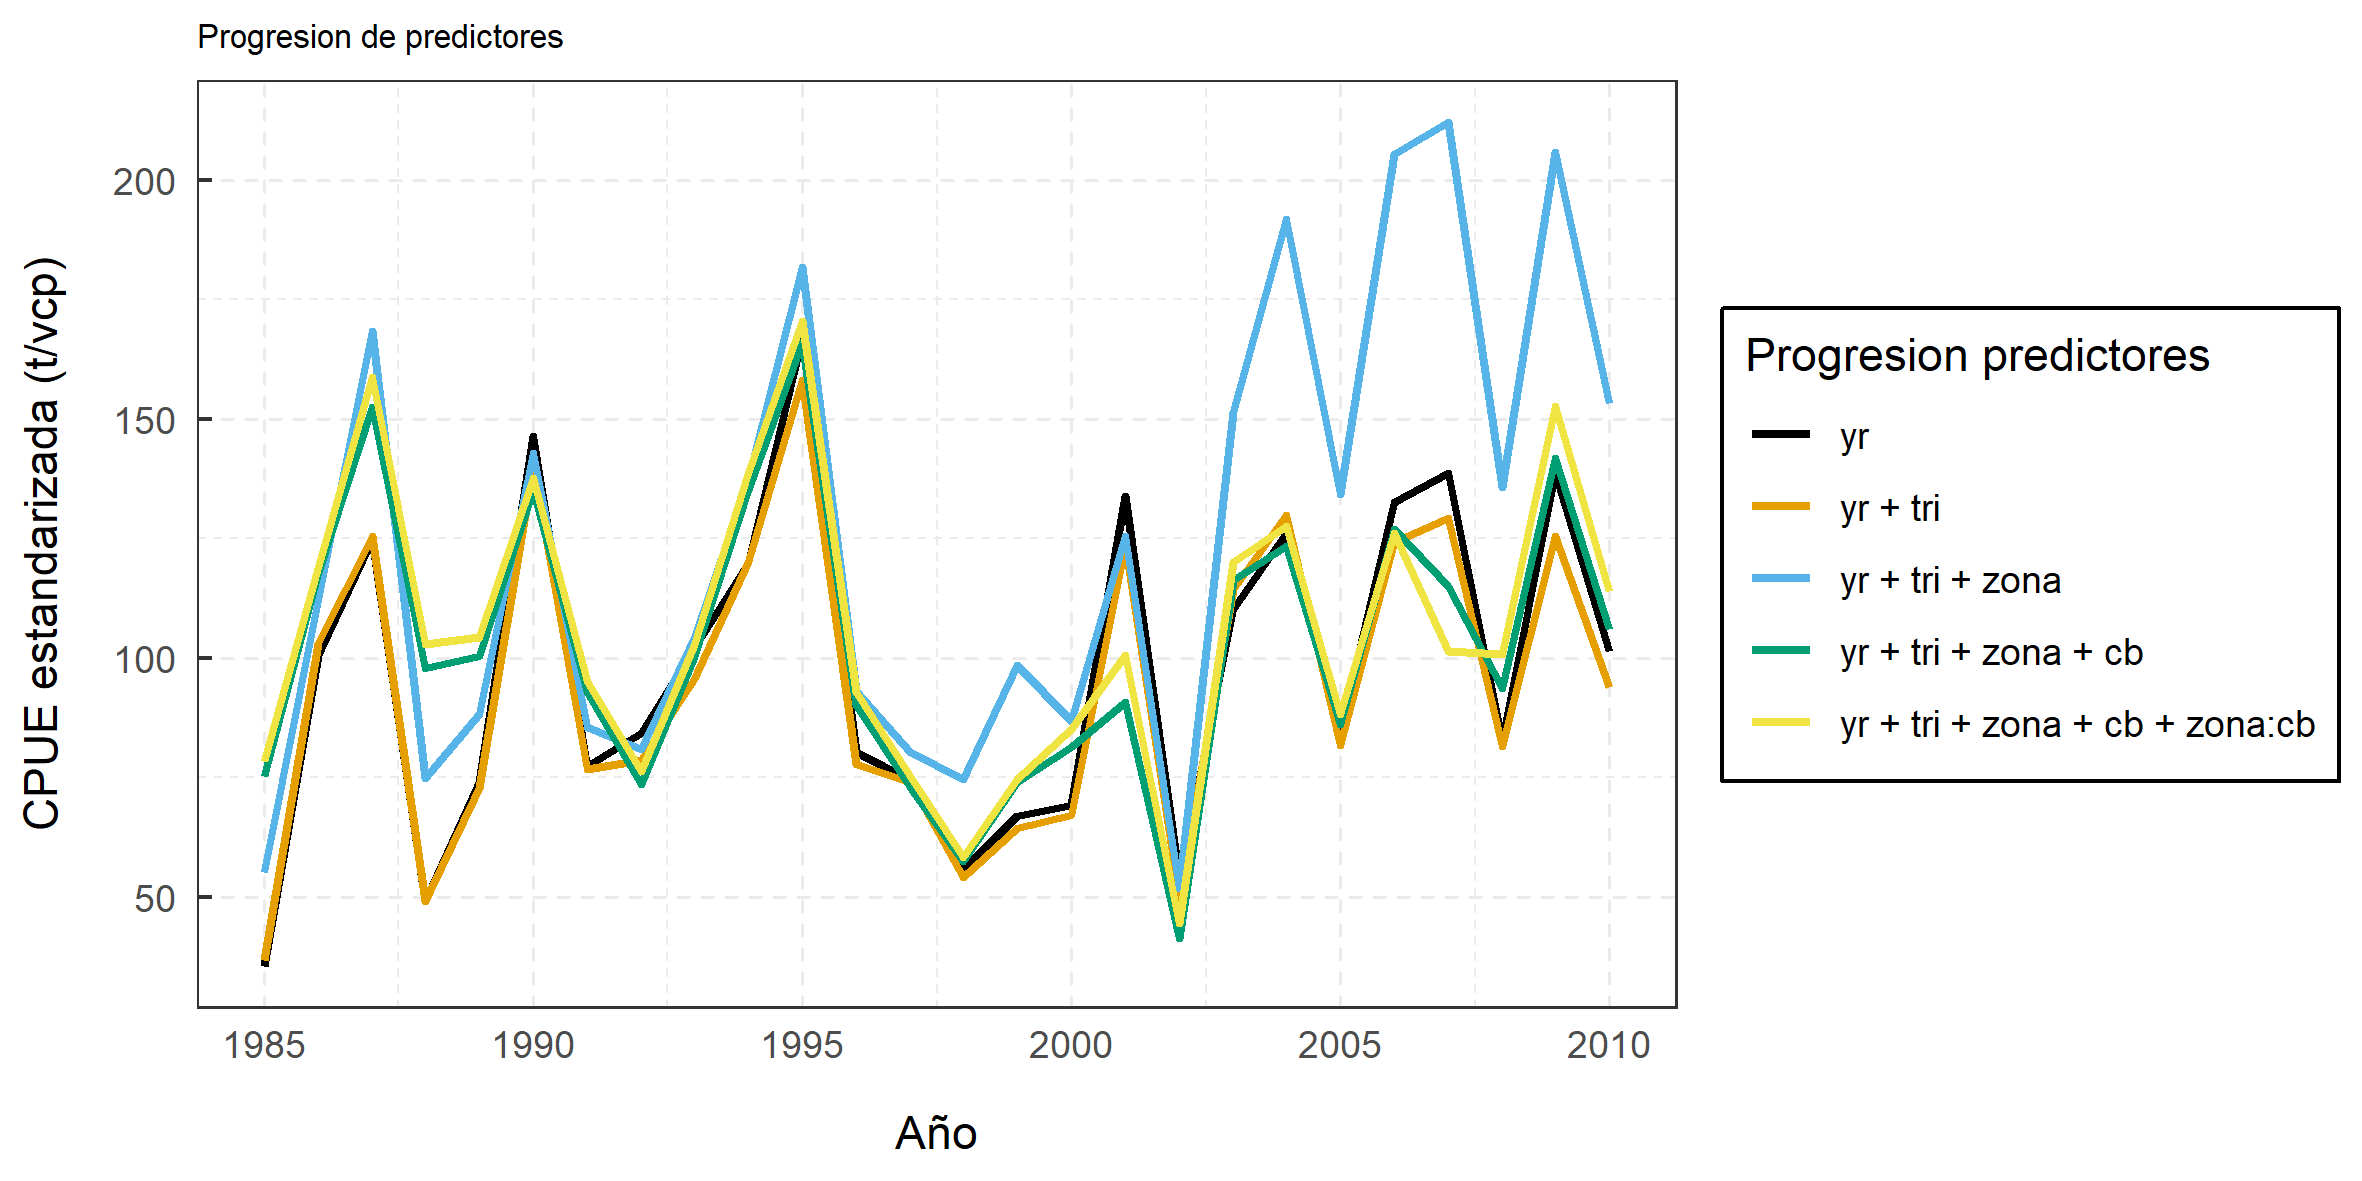 Progresion de predictores
CPUE estandarizada (t/vcp)
200
150
100
50
1985
1990
1995
2000
2005
2010
Año
Progresion predictores
yr
yr + tri
yr + tri + zona
yr + tri + zona + cb
yr + tri + zona + cb + zona:cb